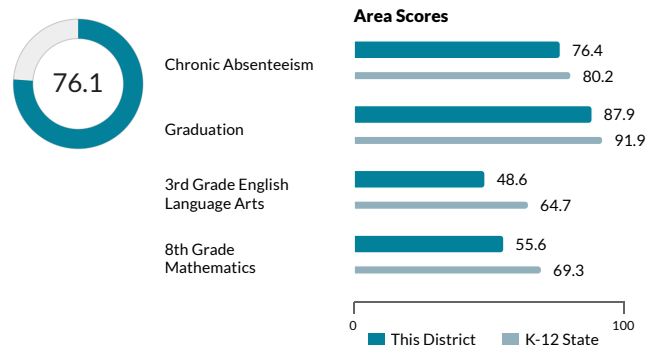 Area Scores
76.1
Chronic Absenteeism
76.4
80.2
Graduation
87.9
91.9
3rd Grade English
Language Arts
48.6
64.7
8th Grade
Mathematics
55.6
69.3
0
100
This District
K-12 State